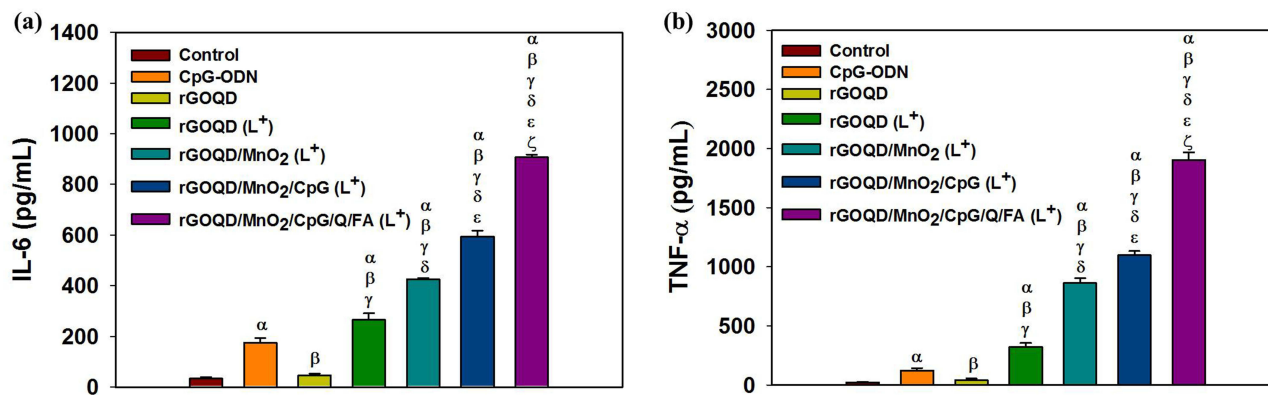 (a)
IL-6 (pg/mL)
1400
1200
1000
800
600
400
200
0
Control
CpG-ODN
rGOQD
rGOQD (L⁺)
rGOQD/MnO₂ (L⁺)
rGOQD/MnO₂/CpG (L⁺)
rGOQD/MnO₂/CpG/Q/FA (L⁺)
α
β
α
β
γ
α
β
γ
δ
α
β
γ
δ
ε
α
β
γ
δ
ε
ζ
(b)
TNF-α (pg/mL)
3000
2500
2000
1500
1000
500
0
Control
CpG-ODN
rGOQD
rGOQD (L⁺)
rGOQD/MnO₂ (L⁺)
rGOQD/MnO₂/CpG (L⁺)
rGOQD/MnO₂/CpG/Q/FA (L⁺)
α
β
α
β
γ
α
β
γ
δ
α
β
γ
δ
ε
α
β
γ
δ
ε
ζ